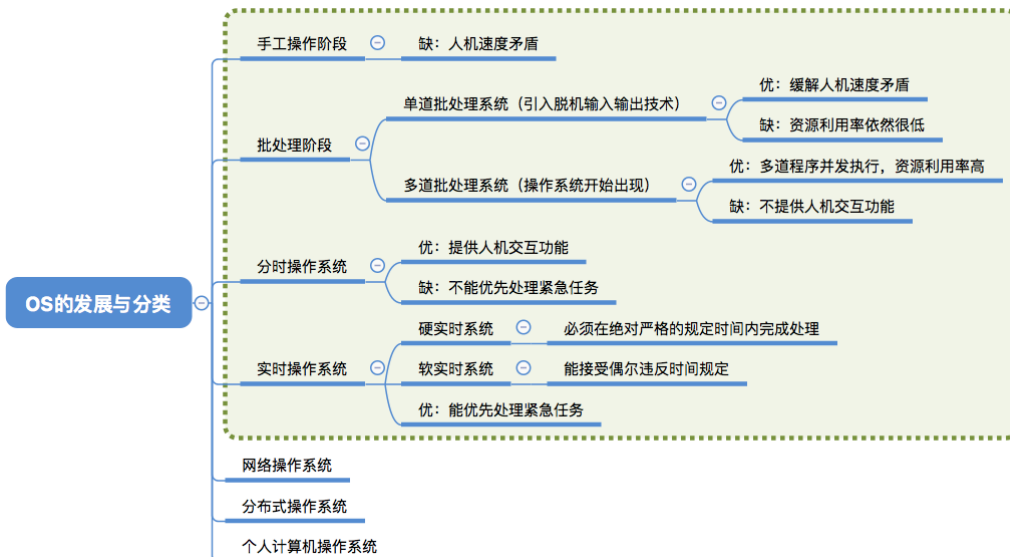 OS的发展与分类
手工操作阶段
缺：人机速度矛盾
批处理阶段
单道批处理系统（引入脱机输入输出技术）
优：缓解人机速度矛盾
缺：资源利用率依然很低
多道批处理系统（操作系统开始出现）
优：多道程序并发执行，资源利用率高
缺：不提供人机交互功能
分时操作系统
优：提供人机交互功能
缺：不能优先处理紧急任务
实时操作系统
硬实时系统
必须在绝对严格的规定时间内完成处理
软实时系统
能接受偶尔违反时间规定
优：能优先处理紧急任务
网络操作系统
分布式操作系统
个人计算机操作系统